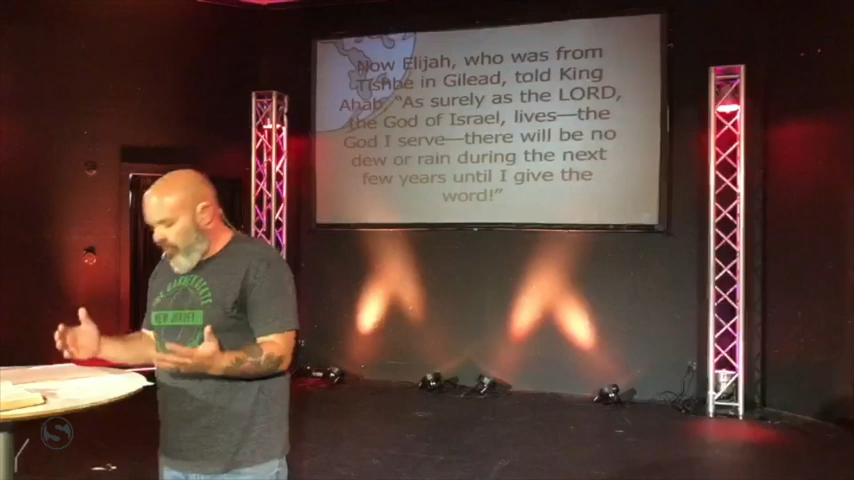 Now Elijah, who was from
Tishbe in Gilead, told King
Ahab, “As surely as the LORD,
the God of Israel, lives—the
God I serve—there will be no
dew or rain during the next
few years until I give the
word!”
NEW JERSEY
S